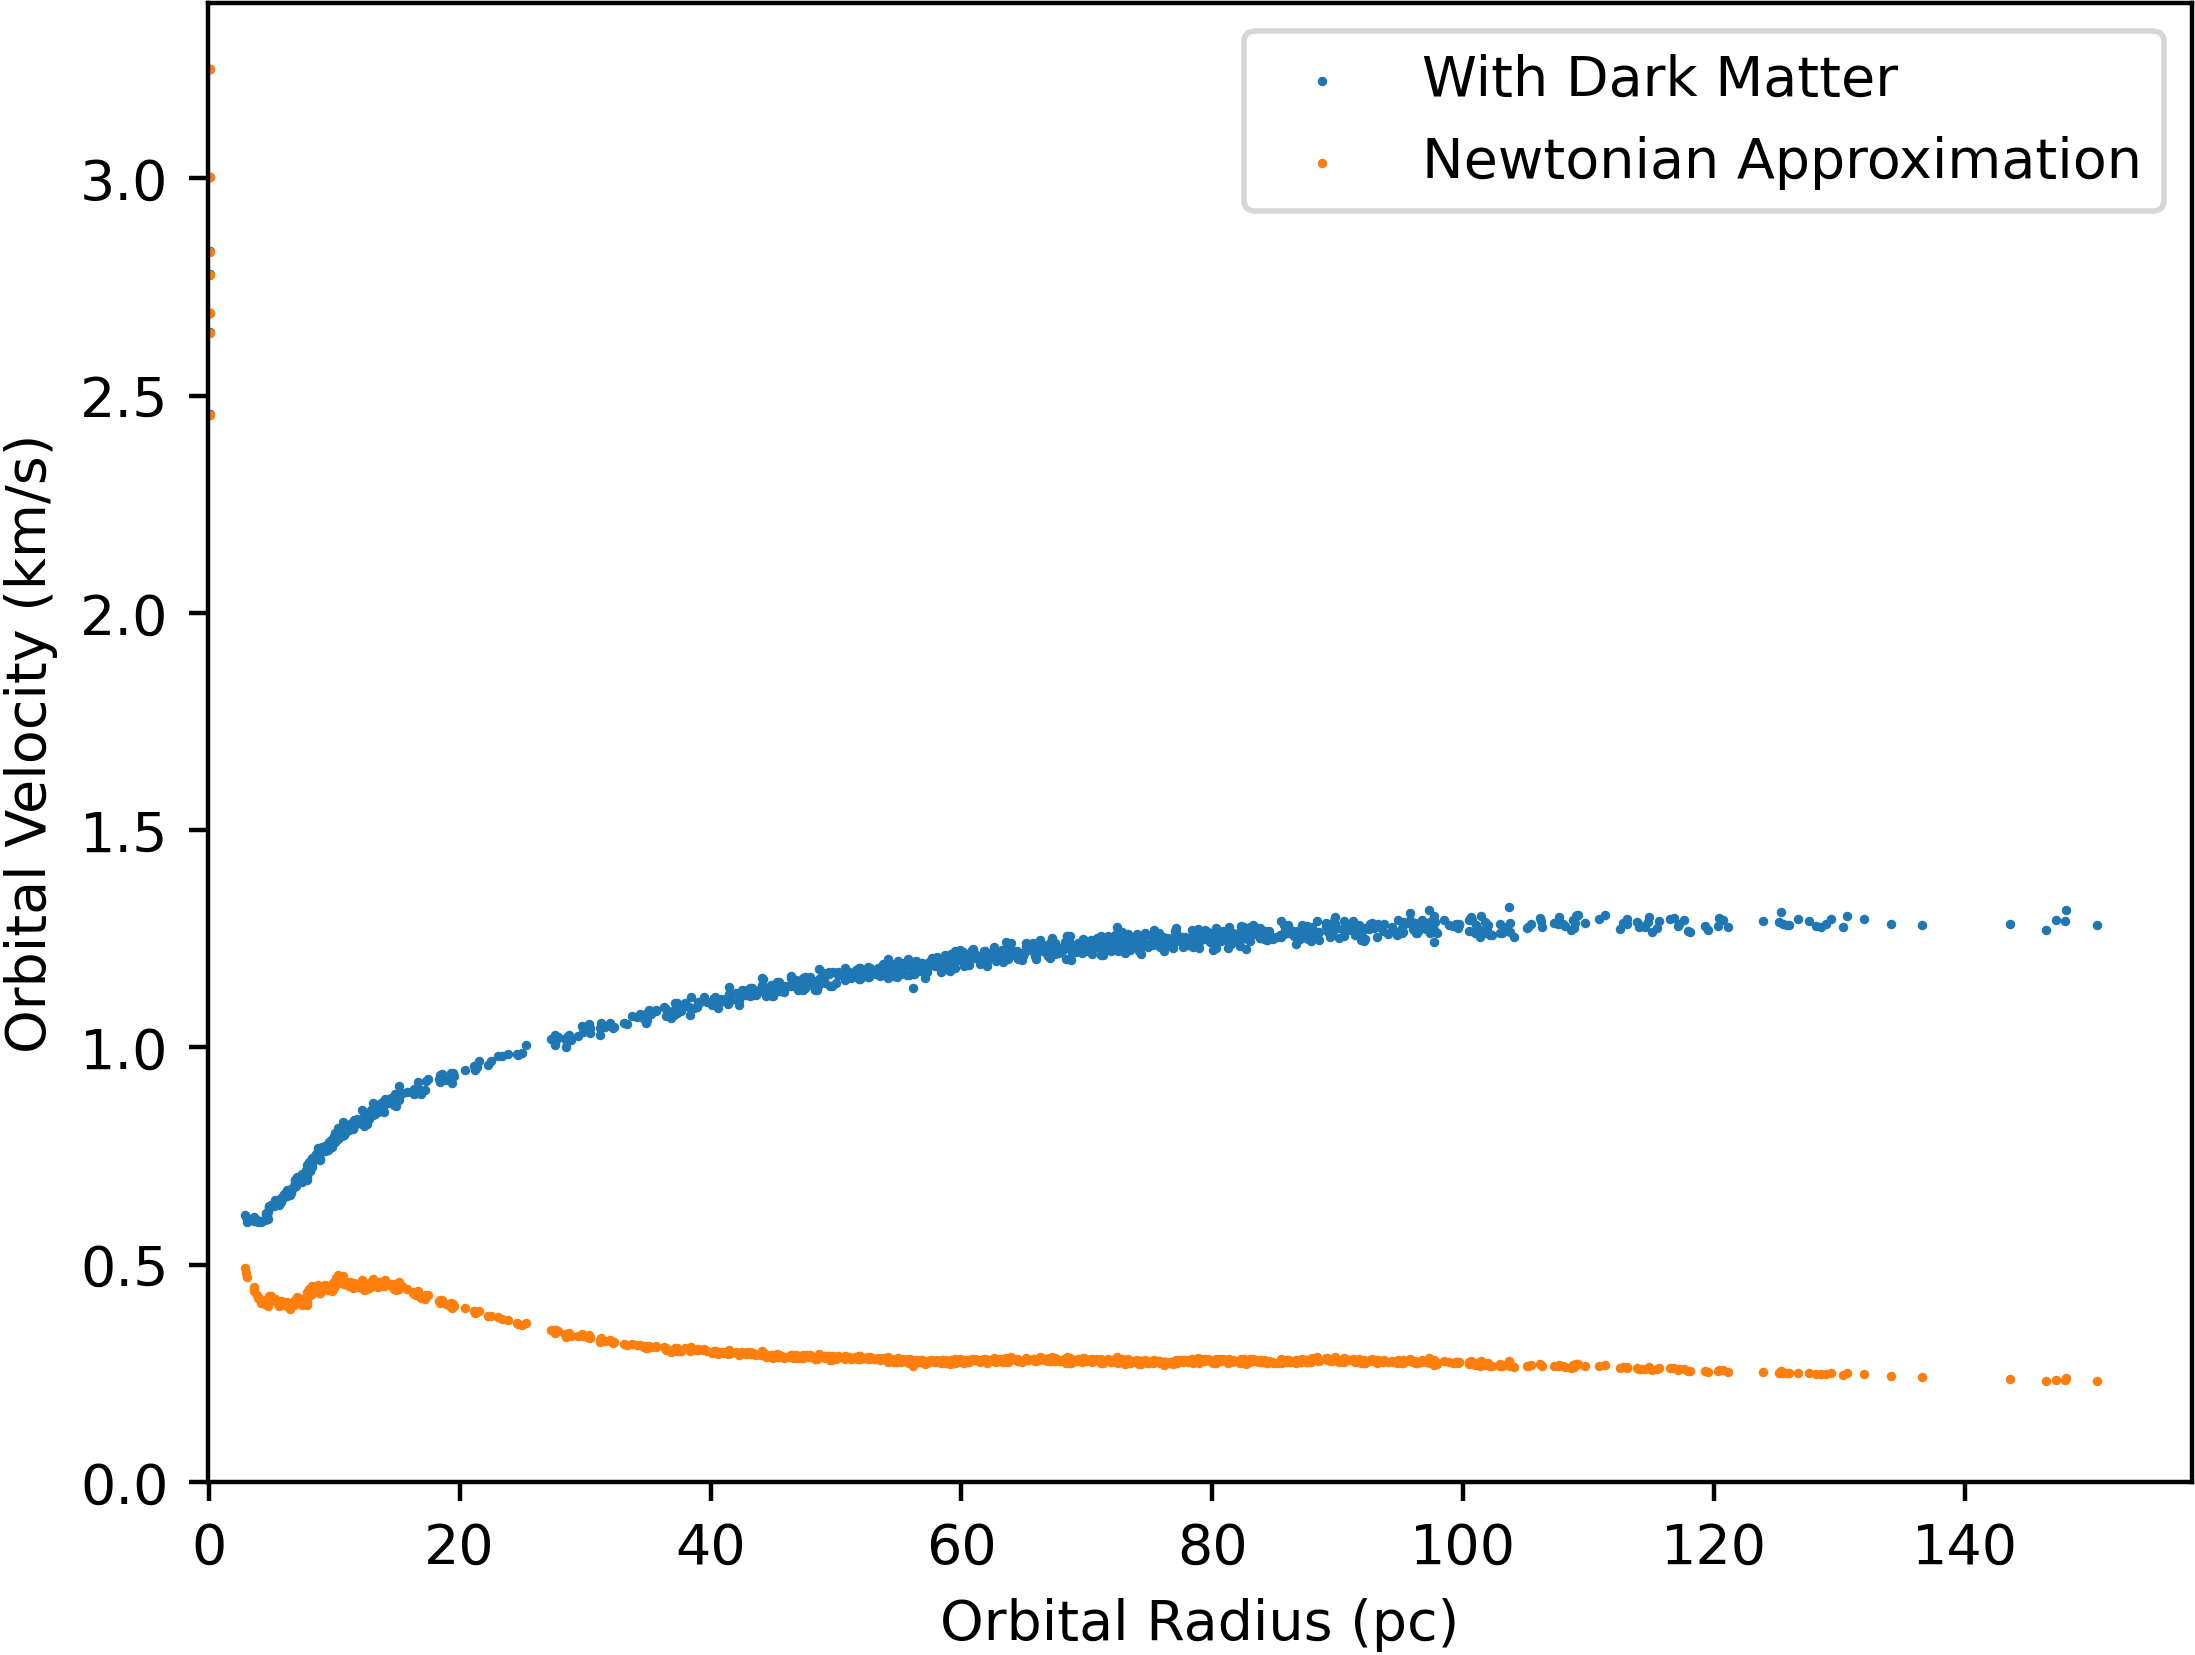 With Dark Matter
Newtonian Approximation
3.0
2.5
2.0
1.5
1.0
0.5
0.0
Orbital Velocity (km/s)
0 20 40 60 80 100 120 140
Orbital Radius (pc)